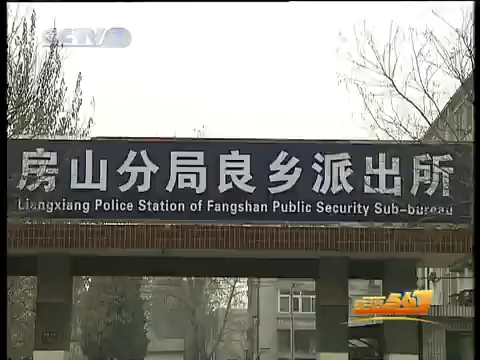 CCTV
房山分局良乡派出所
Liangxiang Police Station of Fangshan Public Security Sub-bureau